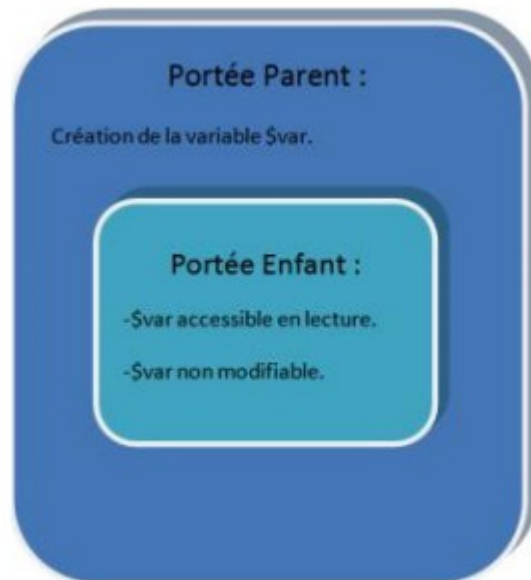 Portée Parent :
Création de la variable $var.
Portée Enfant :
-$var accessible en lecture.
-$var non modifiable.